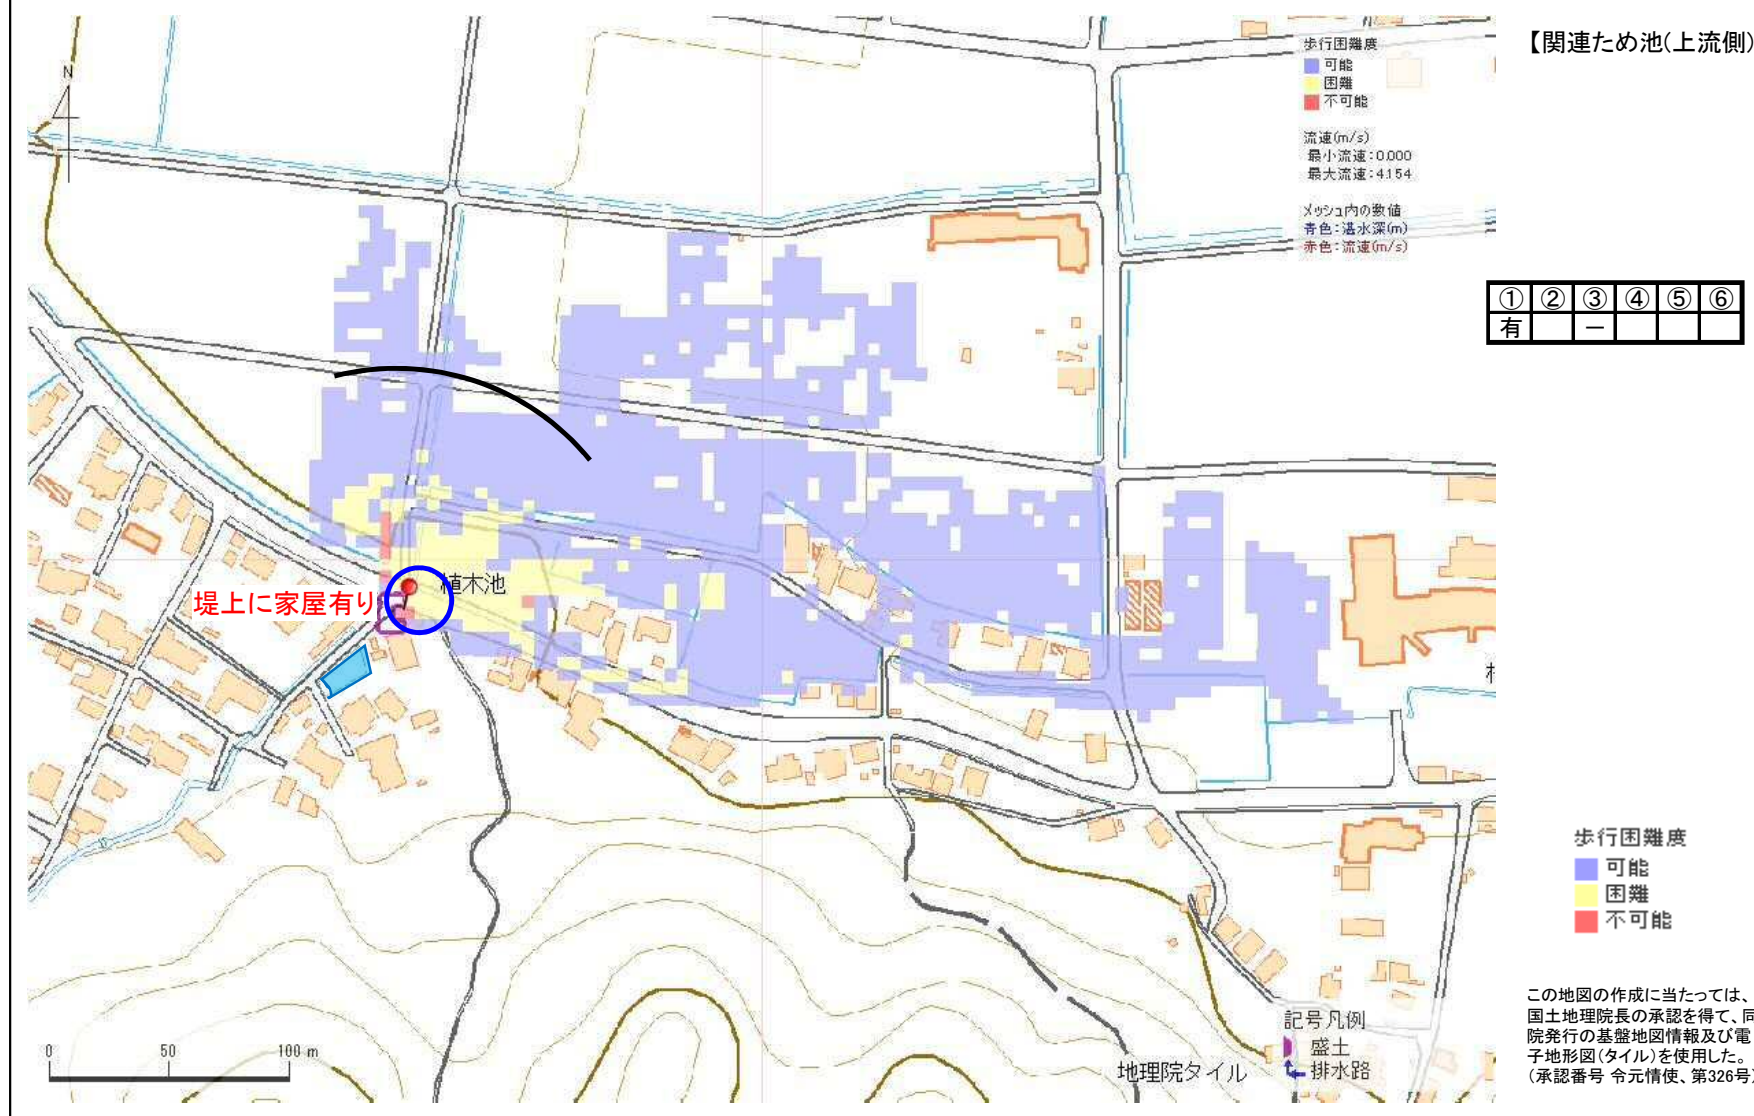 N
歩行困難度
可能
困難
不可能
流速(m/s)
最小流速:0.000
最大流速:4.154
メッシュ内の数値
青色:湛水深(m)
赤色:流速(m/s)
【関連ため池(上流側)
① ② ③ ④ ⑤ ⑥
有 －
植木池
堤上に家屋有り
歩行困難度
可能
困難
不可能
この地図の作成に当たっては、
国土地理院長の承認を得て、同
院発行の基盤地図情報及び電
子地形図(タイル)を使用した。
(承認番号 令元情使、第326号)
記号凡例
盛土
排水路
地理院タイル
0 50 100 m